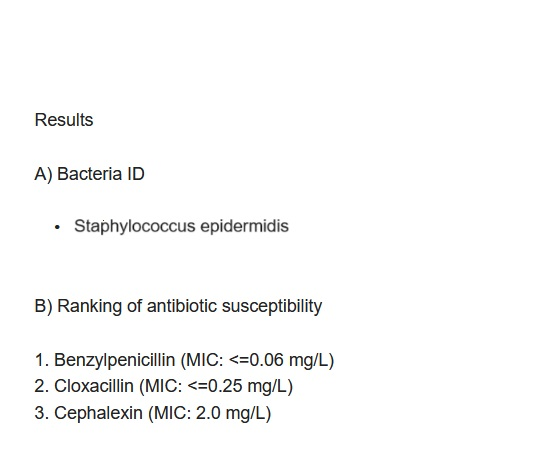 Results
A) Bacteria ID
• Staphylococcus epidermidis
B) Ranking of antibiotic susceptibility
1. Benzylpenicillin (MIC: <=0.06 mg/L)
2. Cloxacillin (MIC: <=0.25 mg/L)
3. Cephalexin (MIC: 2.0 mg/L)